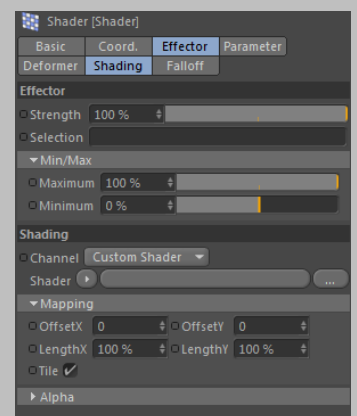 Shader [Shader]
Basic Coord. Effector Parameter
Deformer Shading Falloff
Effector
Strength 100 %
Selection
Min/Max
Maximum 100 %
Minimum 0 %
Shading
Channel Custom Shader
Shader ...
Mapping
OffsetX 0 OffsetY 0
LengthX 100 % LengthY 100 %
Tile
Alpha